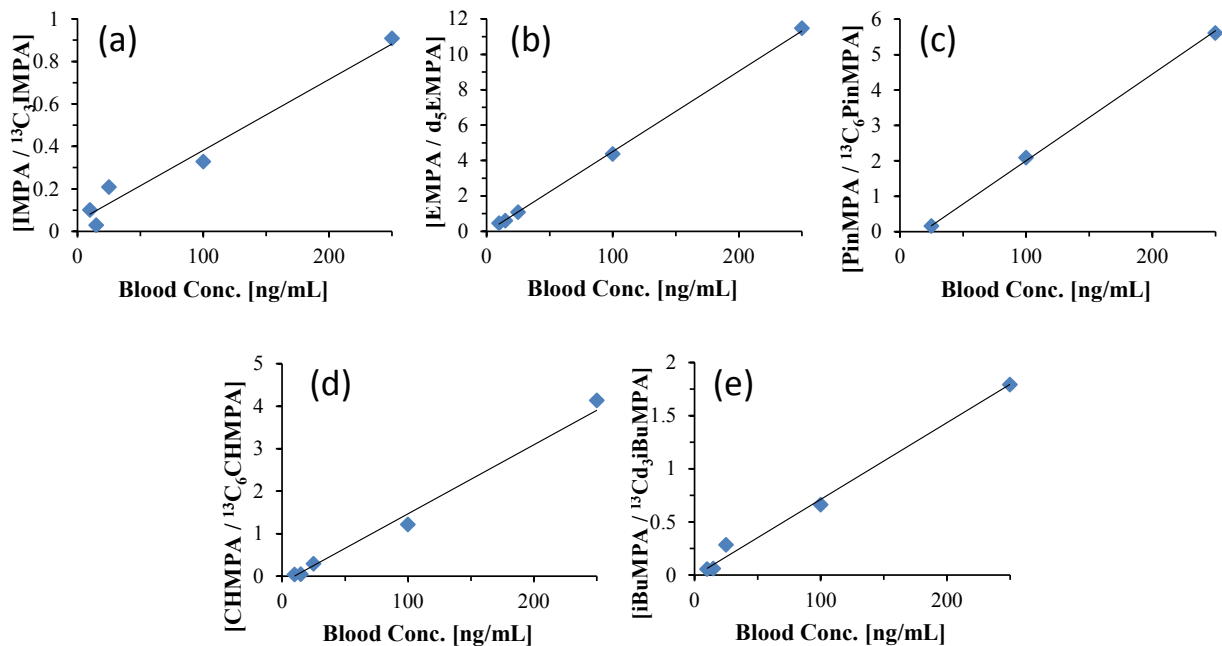 (a)
[IMPA / ¹³C₃IMPA]
1
0.8
0.6
0.4
0.2
0
0 100 200
Blood Conc. [ng/mL]
(b)
[EMPA / d₅EMPA]
12
10
8
6
4
2
0
0 100 200
Blood Conc. [ng/mL]
(c)
[PinMPA / ¹³C₆PinMPA]
6
5
4
3
2
1
0
0 100 200
Blood Conc. [ng/mL]
(d)
[CHMPA / ¹³C₆CHMPA]
5
4
3
2
1
0
0 100 200
Blood Conc. [ng/mL]
(e)
[iBuMPA / ¹³Cd₃iBuMPA]
2
1.5
1
0.5
0
0 100 200
Blood Conc. [ng/mL]